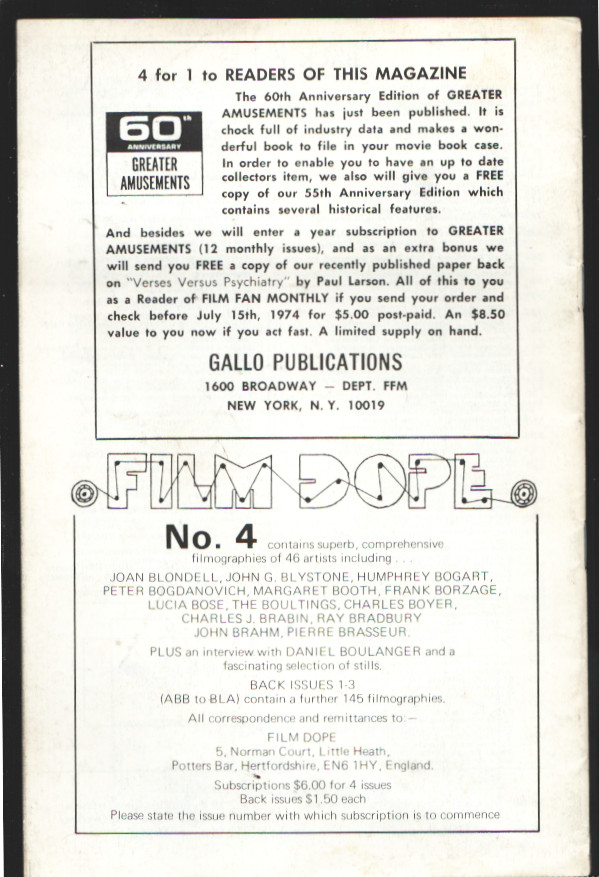 4 for 1 to READERS OF THIS MAGAZINE
60th
ANNIVERSARY
GREATER
AMUSEMENTS
The 60th Anniversary Edition of GREATER
AMUSEMENTS has just been published. It is
chock full of industry data and makes a won-
derful book to file in your movie book case.
In order to enable you to have an up to date
collectors item, we also will give you a FREE
copy of our 55th Anniversary Edition which
contains several historical features.
And besides we will enter a year subscription to GREATER
AMUSEMENTS (12 monthly issues), and as an extra bonus we
will send you FREE a copy of our recently published paper back
on "Verses Versus Psychiatry" by Paul Larson. All of this to you
as a Reader of FILM FAN MONTHLY if you send your order and
check before July 15th, 1974 for $5.00 post-paid. An $8.50
value to you now if you act fast. A limited supply on hand.
GALLO PUBLICATIONS
1600 BROADWAY — DEPT. FFM
NEW YORK, N. Y. 10019
FILM DOPE
No. 4 contains superb, comprehensive
filmographies of 46 artists including . . .
JOAN BLONDELL, JOHN G. BLYSTONE, HUMPHREY BOGART,
PETER BOGDANOVICH, MARGARET BOOTH, FRANK BORZAGE,
LUCIA BOSE, THE BOULTINGS, CHARLES BOYER,
CHARLES J. BRABIN, RAY BRADBURY
JOHN BRAHM, PIERRE BRASSEUR.
PLUS an interview with DANIEL BOULANGER and a
fascinating selection of stills.
BACK ISSUES 1-3
(ABB to BLA) contain a further 145 filmographies.
All correspondence and remittances to:—
FILM DOPE
5, Norman Court, Little Heath,
Potters Bar, Hertfordshire, EN6 1HY, England.
Subscriptions $6.00 for 4 issues
Back issues $1.50 each
Please state the issue number with which subscription is to commence